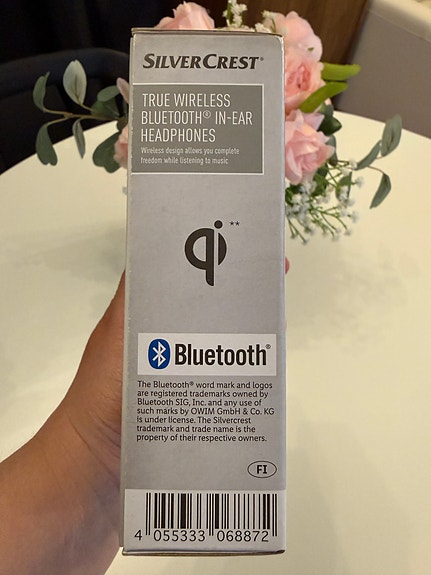 SILVERCREST®
TRUE WIRELESS
BLUETOOTH® IN-EAR
HEADPHONES
Wireless design allows you complete
freedom while listening to music
qi**
Bluetooth®
The Bluetooth® word mark and logos
are registered trademarks owned by
Bluetooth SIG, Inc. and any use of
such marks by OWIM GmbH & Co. KG
is under license. The Silvercrest
trademark and trade name is the
property of their respective owners.
FI
4 055333 068872